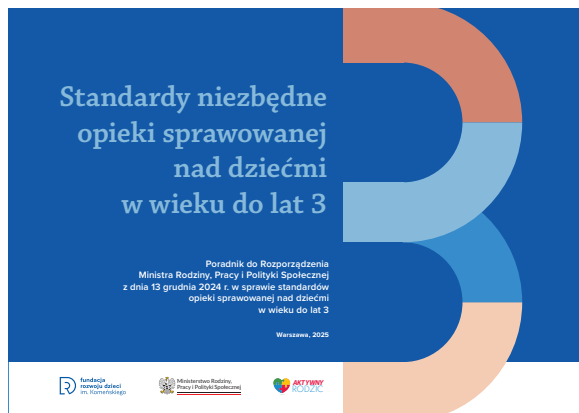 Standardy niezbędne
opieki sprawowanej
nad dziećmi
w wieku do lat 3
Poradnik do Rozporządzenia
Ministra Rodziny, Pracy i Polityki Społecznej
z dnia 13 grudnia 2024 r. w sprawie standardów
opieki sprawowanej nad dziećmi
w wieku do lat 3
Warszawa, 2025
fundacja
rozwoju dzieci
im. Komeńskiego
Ministerstwo Rodziny,
Pracy i Polityki Społecznej
AKTYWNY
RODZIC